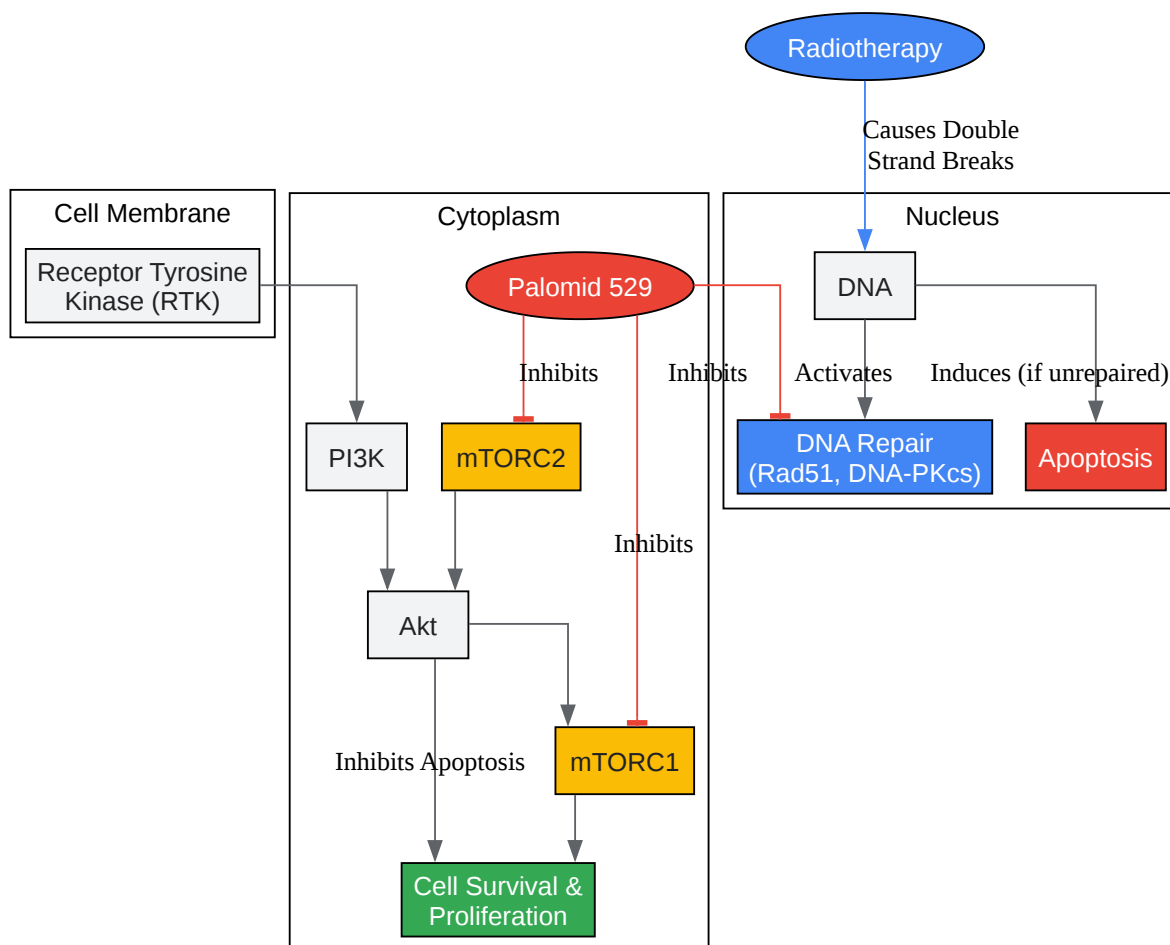 Radiotherapy
Causes Double
Strand Breaks
Cell Membrane
Receptor Tyrosine
Kinase (RTK)
Cytoplasm
Palomid 529
Nucleus
DNA
Inhibits
Inhibits
Activates
Induces (if unrepaired)
PI3K
mTORC2
DNA Repair
(Rad51, DNA-PKcs)
Apoptosis
Inhibits
Akt
Inhibits Apoptosis
mTORC1
Cell Survival &
Proliferation